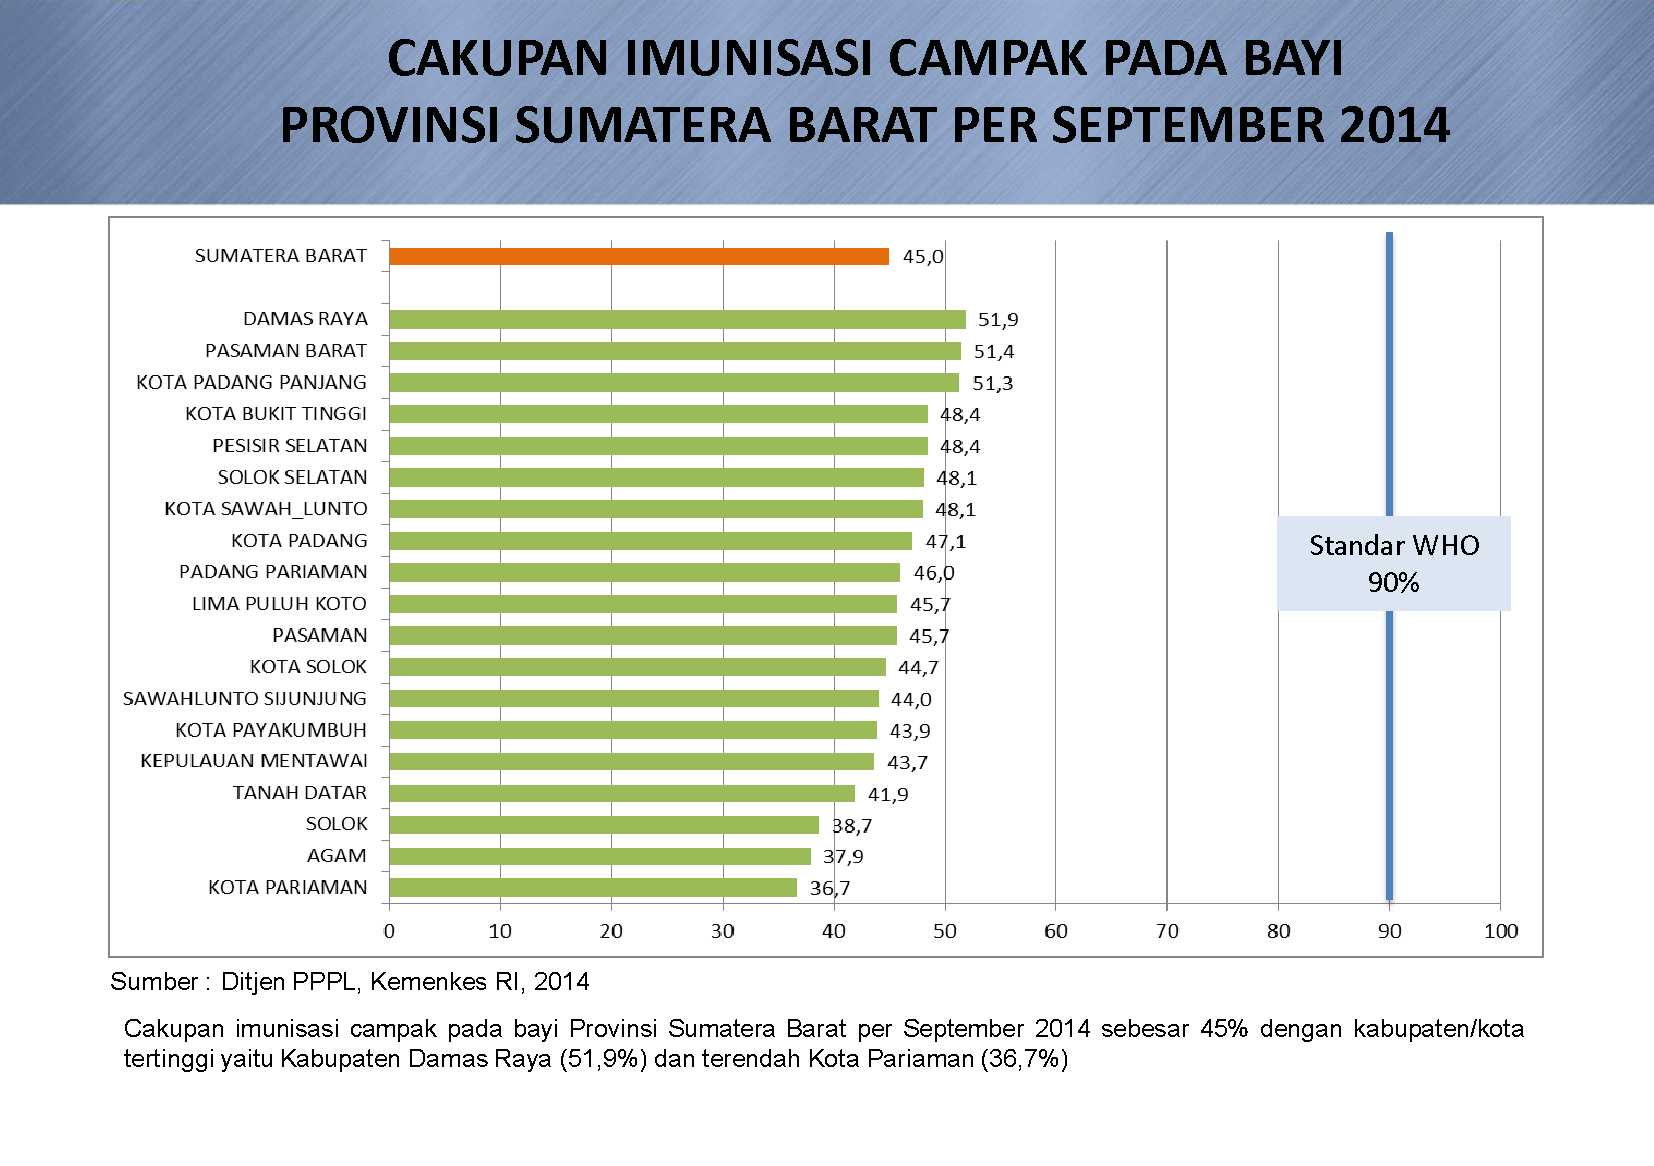 CAKUPAN IMUNISASI CAMPAK PADA BAYI
PROVINSI SUMATERA BARAT PER SEPTEMBER 2014
SUMATERA BARAT 45,0
DAMAS RAYA 51,9
PASAMAN BARAT 51,4
KOTA PADANG PANJANG 51,3
KOTA BUKIT TINGGI 48,4
PESISIR SELATAN 48,4
SOLOK SELATAN 48,1
KOTA SAWAH_LUNTO 48,1
KOTA PADANG 47,1
PADANG PARIAMAN 46,0
LIMA PULUH KOTO 45,7
PASAMAN 45,7
KOTA SOLOK 44,7
SAWAHLUNTO SIJUNJUNG 44,0
KOTA PAYAKUMBUH 43,9
KEPULAUAN MENTAWAI 43,7
TANAH DATAR 41,9
SOLOK 38,7
AGAM 37,9
KOTA PARIAMAN 36,7
Standar WHO
90%
0 10 20 30 40 50 60 70 80 90 100
Sumber : Ditjen PPPL, Kemenkes RI, 2014
Cakupan imunisasi campak pada bayi Provinsi Sumatera Barat per September 2014 sebesar 45% dengan kabupaten/kota
tertinggi yaitu Kabupaten Damas Raya (51,9%) dan terendah Kota Pariaman (36,7%)